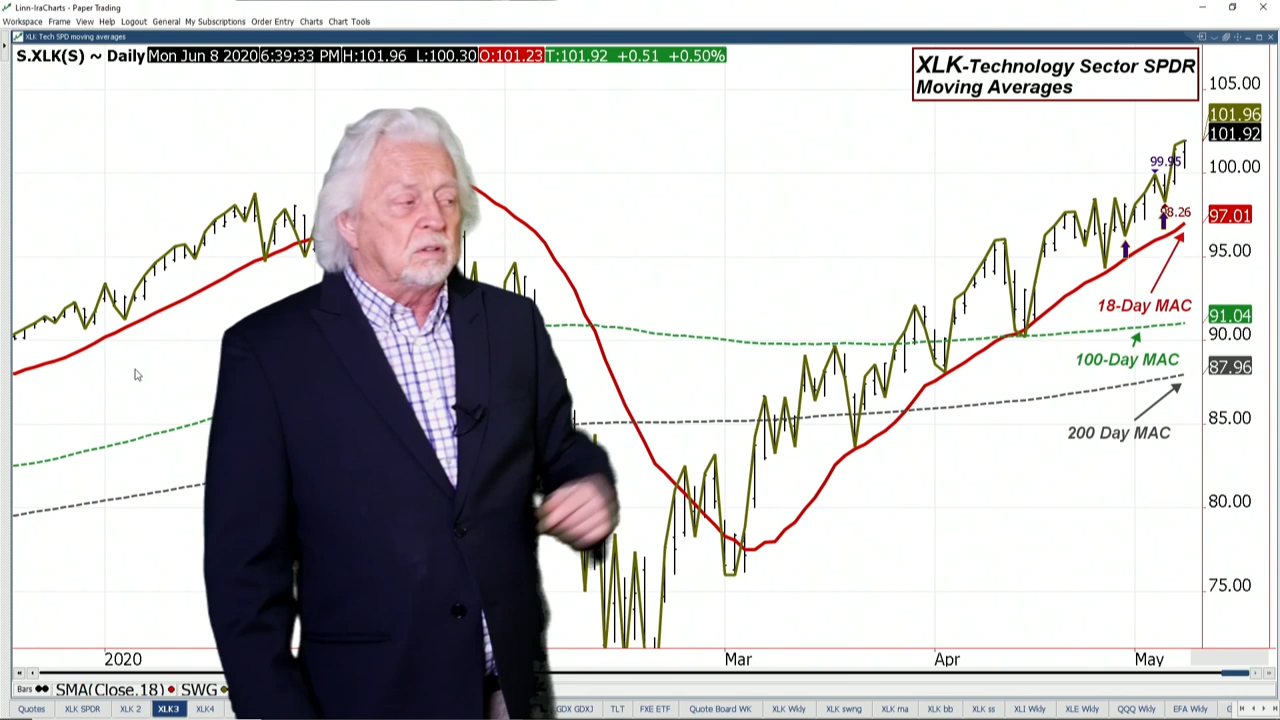 Linn-IraCharts - Paper Trading
Workspace Frame View Help Logout General My Subscriptions Order Entry Charts Chart Tools
XLK Tech SPD moving averages
S.XLK(S) ~ Daily Mon Jun 8 2020 6:39:33 PM H:101.96 L:100.30 O:101.23 T:101.92 +0.51 +0.50%
XLK-Technology Sector SPDR
Moving Averages
105.00
101.96
101.92
99.95
100.00
97.01
95.00
18-Day MAC
91.04
90.00
100-Day MAC
87.96
85.00
200 Day MAC
80.00
75.00
2020 Mar Apr May
Bars SMA(Close,18) SWG
Quotes XLK SPDR XLK 2 XLK3 XLK4 GDX GDXJ TLT FXE ETF Quote Board WK XLK Wkly XLK swng XLK ma XLK bb XLK ss XLI Wkly XLE Wkly QQQ Wkly EFA Wkly